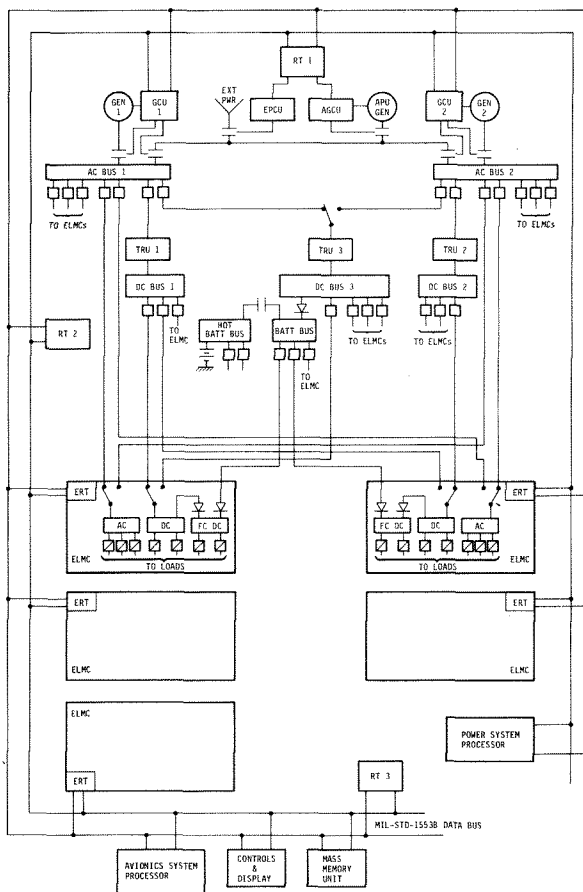 RT 1
EXT
PWR
GEN
1
GCU
1
EPCU
AGCU
APU
GEN
GCU
2
GEN
2
AC BUS 1
AC BUS 2
TO ELMCs
TO ELMCs
TRU 1
TRU 3
TRU 2
DC BUS 1
DC BUS 3
DC BUS 2
TO
ELMC
HOT
BATT BUS
BATT BUS
TO ELMCs
TO ELMCs
RT 2
TO
ELMC
ERT
ERT
AC
DC
FC DC
FC DC
DC
AC
ELMC
TO LOADS
TO LOADS
ELMC
ERT
ERT
ELMC
ELMC
ELMC
ERT
POWER SYSTEM
PROCESSOR
RT 3
MIL-STD-1553B DATA BUS
AVIONICS SYSTEM
PROCESSOR
CONTROLS
&
DISPLAY
MASS
MEMORY
UNIT